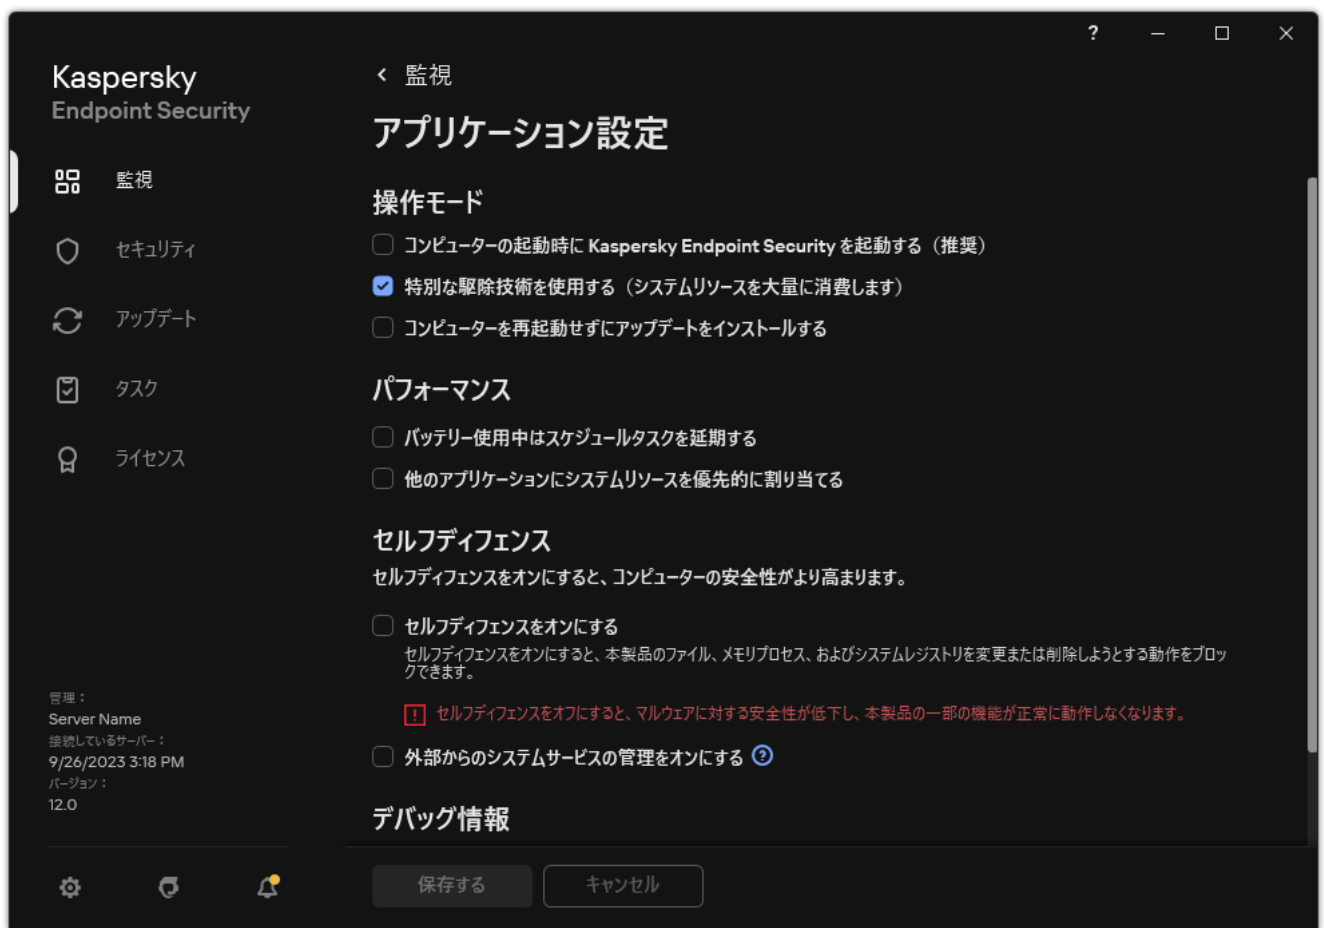 ?
Kaspersky
Endpoint Security
監視
セキュリティ
アップデート
タスク
ライセンス
管理：
Server Name
接続しているサーバー：
9/26/2023 3:18 PM
バージョン：
12.0
監視
アプリケーション設定
操作モード
コンピューターの起動時に Kaspersky Endpoint Security を起動する（推奨）
特別な駆除技術を使用する（システムリソースを大量に消費します）
コンピューターを再起動せずにアップデートをインストールする
パフォーマンス
バッテリー使用中はスケジュールタスクを延期する
他のアプリケーションにシステムリソースを優先的に割り当てる
セルフディフェンス
セルフディフェンスをオンにすると、コンピューターの安全性がより高まります。
セルフディフェンスをオンにする
セルフディフェンスをオンにすると、本製品のファイル、メモリプロセス、およびシステムレジストリを変更または削除しようとする動作をブロッ
クできます。
セルフディフェンスをオフにすると、マルウェアに対する安全性が低下し、本製品の一部の機能が正常に動作しなくなります。
外部からのシステムサービスの管理をオンにする ?
デバッグ情報
保存する
キャンセル